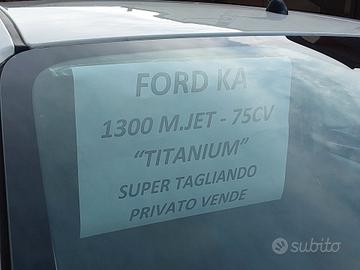 FORD KA
1300 M.JET - 75CV
"TITANIUM"
SUPER TAGLIANDO
PRIVATO VENDE
subito